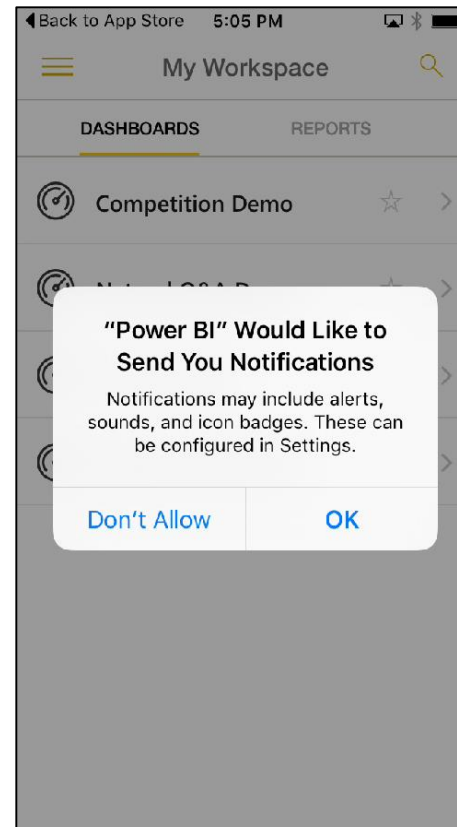 Back to App Store 5:05 PM
My Workspace
DASHBOARDS REPORTS
Competition Demo
"Power BI" Would Like to
Send You Notifications
Notifications may include alerts,
sounds, and icon badges. These can
be configured in Settings.
Don't Allow OK